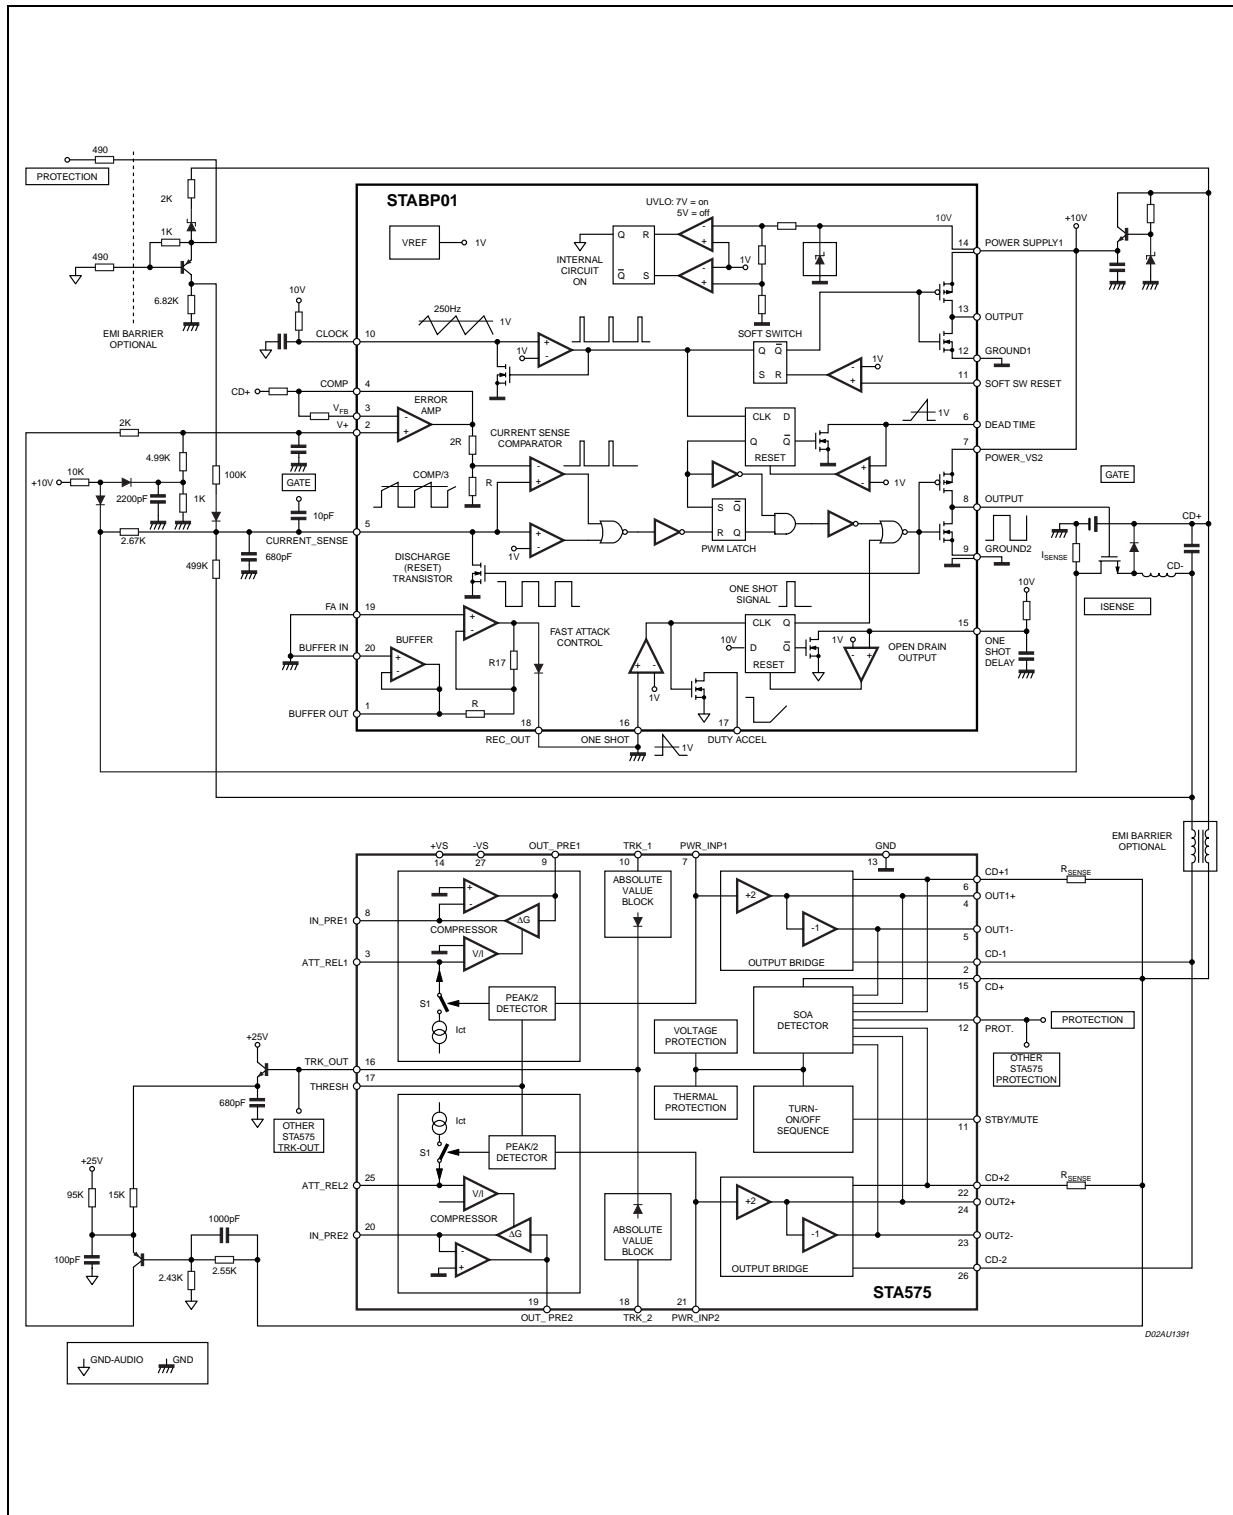 490
PROTECTION
2K
1K
490
6.82K
EMI BARRIER
OPTIONAL
STABP01
VREF
1V
UVLO: 7V = on
5V = off
Q R
Q S
INTERNAL
CIRCUIT
ON
1V
10V
14
POWER SUPPLY1
+10V
10V
CLOCK
10
250Hz
1V
1V
SOFT SWITCH
Q Q
S R
1V
13
OUTPUT
12
GROUND1
11
SOFT SW RESET
CD+
COMP
4
VFB
3
V+
2
ERROR
AMP
2R
R
CURRENT SENSE
COMPARATOR
COMP/3
CLK D
Q Q
RESET
1V
1V
6
DEAD TIME
7
POWER_VS2
2K
4.99K
100K
GATE
10K
+10V
2200pF
1K
10pF
2.67K
5
CURRENT_SENSE
680pF
499K
1V
S Q
R Q
PWM LATCH
8
OUTPUT
9
GROUND2
GATE
CD+
ISENSE
CD-
ISENSE
10V
DISCHARGE
(RESET)
TRANSISTOR
ONE SHOT
SIGNAL
FA IN
19
BUFFER IN
20
BUFFER
BUFFER OUT
1
R17
R
FAST ATTACK
CONTROL
1V
CLK Q
10V
D Q
RESET
1V
OPEN DRAIN
OUTPUT
15
ONE
SHOT
DELAY
18
REC_OUT
16
ONE SHOT
1V
17
DUTY ACCEL
EMI BARRIER
OPTIONAL
+VS
14
-VS
27
OUT_ PRE1
9
TRK_1
10
PWR_INP1
7
GND
13
IN_PRE1
8
ATT_REL1
3
COMPRESSOR
ΔG
V/I
S1
Ict
PEAK/2
DETECTOR
ABSOLUTE
VALUE
BLOCK
+2
-1
OUTPUT BRIDGE
CD+1
6
RSENSE
OUT1+
4
OUT1-
5
CD-1
2
CD+
15
SOA
DETECTOR
VOLTAGE
PROTECTION
12
PROT.
PROTECTION
OTHER
STA575
PROTECTION
+25V
TRK_OUT
16
THRESH
17
680pF
OTHER
STA575
TRK-OUT
THERMAL
PROTECTION
TURN-
ON/OFF
SEQUENCE
STBY/MUTE
11
Ict
S1
PEAK/2
DETECTOR
+25V
95K
15K
ATT_REL2
25
V/I
COMPRESSOR
IN_PRE2
20
ΔG
ABSOLUTE
VALUE
BLOCK
+2
-1
OUTPUT BRIDGE
CD+2
22
RSENSE
OUT2+
24
OUT2-
23
CD-2
26
1000pF
100pF
2.43K
2.55K
STA575
19
OUT_ PRE2
18
TRK_2
21
PWR_INP2
D02AU1391
GND-AUDIO
GND